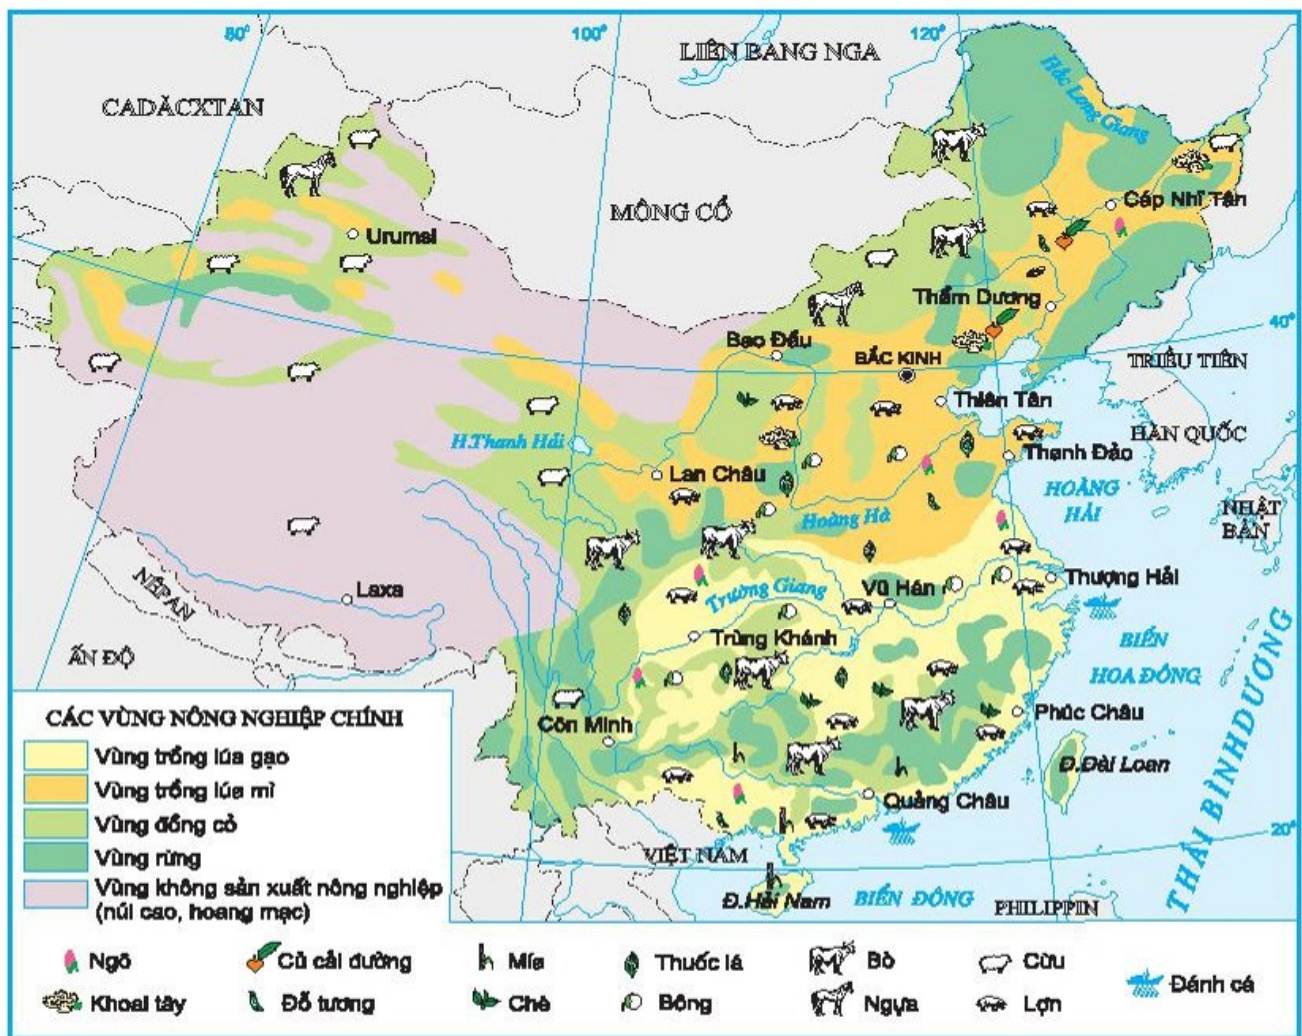 80°
100°
120°
LIÊN BANG NGA
Hắc Long Giang
CADĂCXTAN
MÔNG CỔ
Cáp Nhĩ Tân
Urumsi
Thẩm Dương
40°
Bao Đầu
BẮC KINH
TRIỀU TIÊN
Thiên Tân
H.Thanh Hải
HÀN QUỐC
Thanh Đảo
Lan Châu
HOÀNG
HẢI
NHẬT
BẢN
Hoàng Hà
NÊPAN
Laxa
Trường Giang
Vũ Hán
Thượng Hải
ẤN ĐỘ
Trùng Khánh
BIỂN
HOA ĐÔNG
THÁI BÌNH DƯƠNG
Côn Minh
Phúc Châu
Đ.Đài Loan
Quảng Châu
20°
VIỆT NAM
Đ.Hải Nam
BIỂN ĐÔNG
PHILIPPIN
CÁC VÙNG NÔNG NGHIỆP CHÍNH
Vùng trồng lúa gạo
Vùng trồng lúa mì
Vùng đồng cỏ
Vùng rừng
Vùng không sản xuất nông nghiệp
(núi cao, hoang mạc)
Ngô
Củ cải đường
Mía
Thuốc lá
Bò
Cừu
Đánh cá
Khoai tây
Đỗ tương
Chè
Bông
Ngựa
Lợn